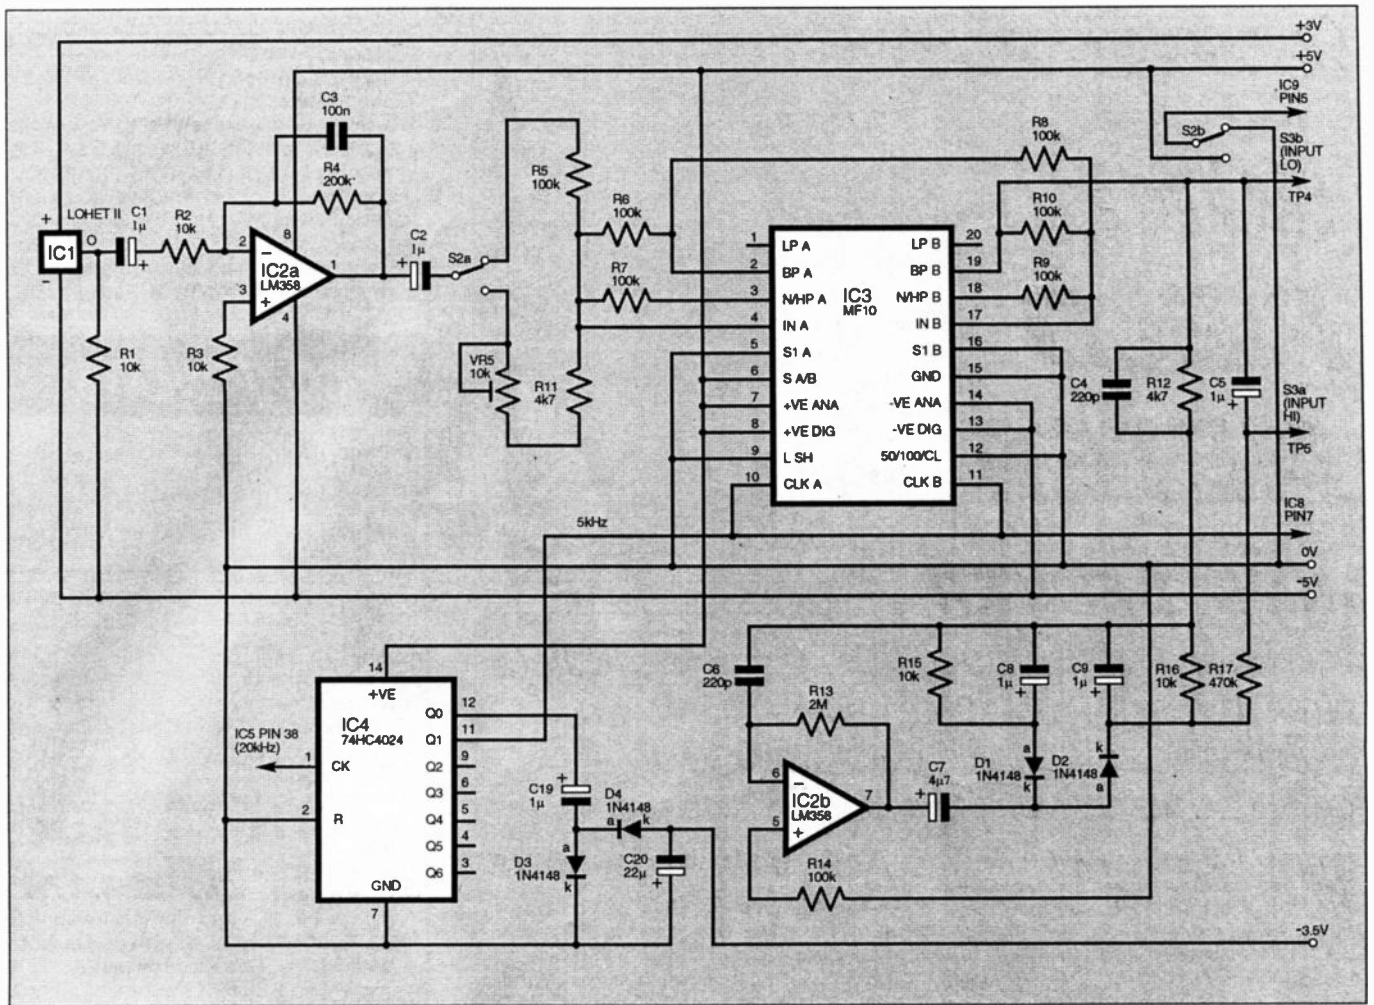 +3V
+5V
IC9
PIN5
S2b
S3b
(INPUT
LO)
TP4
C3
100n
R4
200k
R5
100k
R8
100k
LOHET II
C1
1µ
R2
10k
+
O
IC1
−
+
2
8
−
IC2a
LM358
+
3
1
4
C2
1µ
+
S2a
R6
100k
R7
100k
R10
100k
R9
100k
R1
10k
R3
10k
VR5
10k
R11
4k7
IC3
MF10
1
LP A
2
BP A
3
N/HP A
4
IN A
5
S1 A
6
S A/B
7
+VE ANA
8
+VE DIG
9
L SH
10
CLK A
LP B
20
BP B
19
N/HP B
18
IN B
17
S1 B
16
GND
15
-VE ANA
14
-VE DIG
13
50/100/CL
12
CLK B
11
C4
220p
R12
4k7
C5
1µ
+
S3a
(INPUT
HI)
TP5
5kHz
IC8
PIN7
0V
-5V
14
+VE
IC4
74HC4024
IC5 PIN 38
(20kHz)
1
CK
2
R
GND
7
Q0
12
Q1
11
Q2
9
Q3
6
Q4
5
Q5
4
Q6
3
+
C19
1µ
D4
1N4148
a
k
D3
1N4148
a
k
C20
22µ
+
C6
220p
R13
2M
6
−
IC2b
LM358
+
5
7
R14
100k
C7
4µ7
+
R15
10k
C8
1µ
+
C9
1µ
+
R16
10k
R17
470k
D1
1N4148
a
k
D2
1N4148
k
a
-3.5V